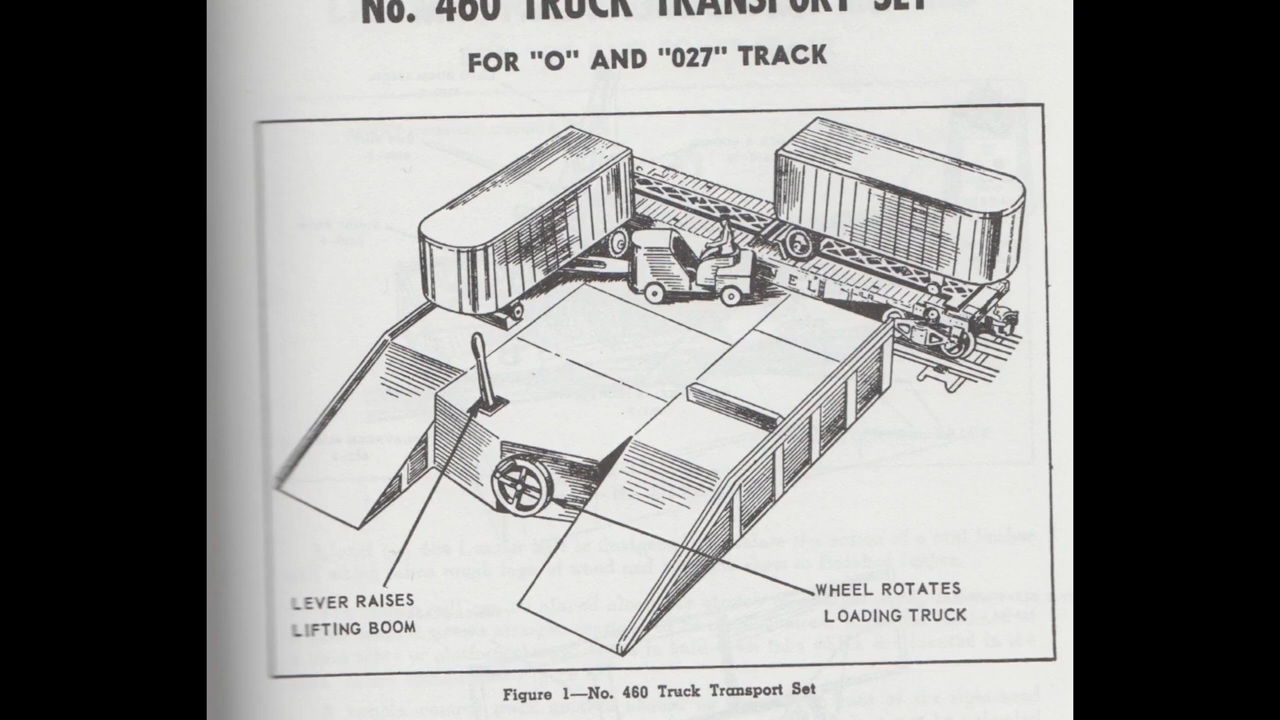 No. 460 TRUCK TRANSPORT SET
FOR "O" AND "027" TRACK
EL
LEVER RAISES
LIFTING BOOM
WHEEL ROTATES
LOADING TRUCK
Figure 1—No. 460 Truck Transport Set